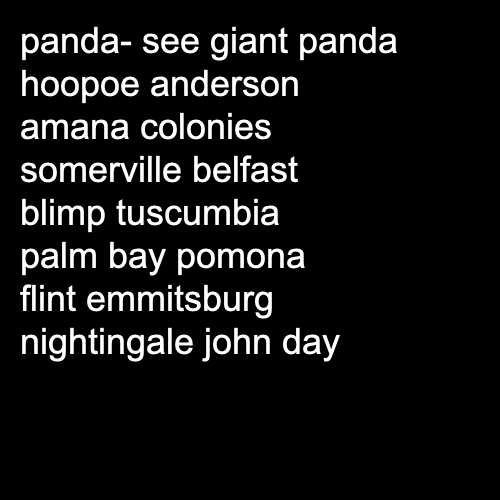 panda- see giant panda
hoopoe anderson
amana colonies
somerville belfast
blimp tuscumbia
palm bay pomona
flint emmitsburg
nightingale john day